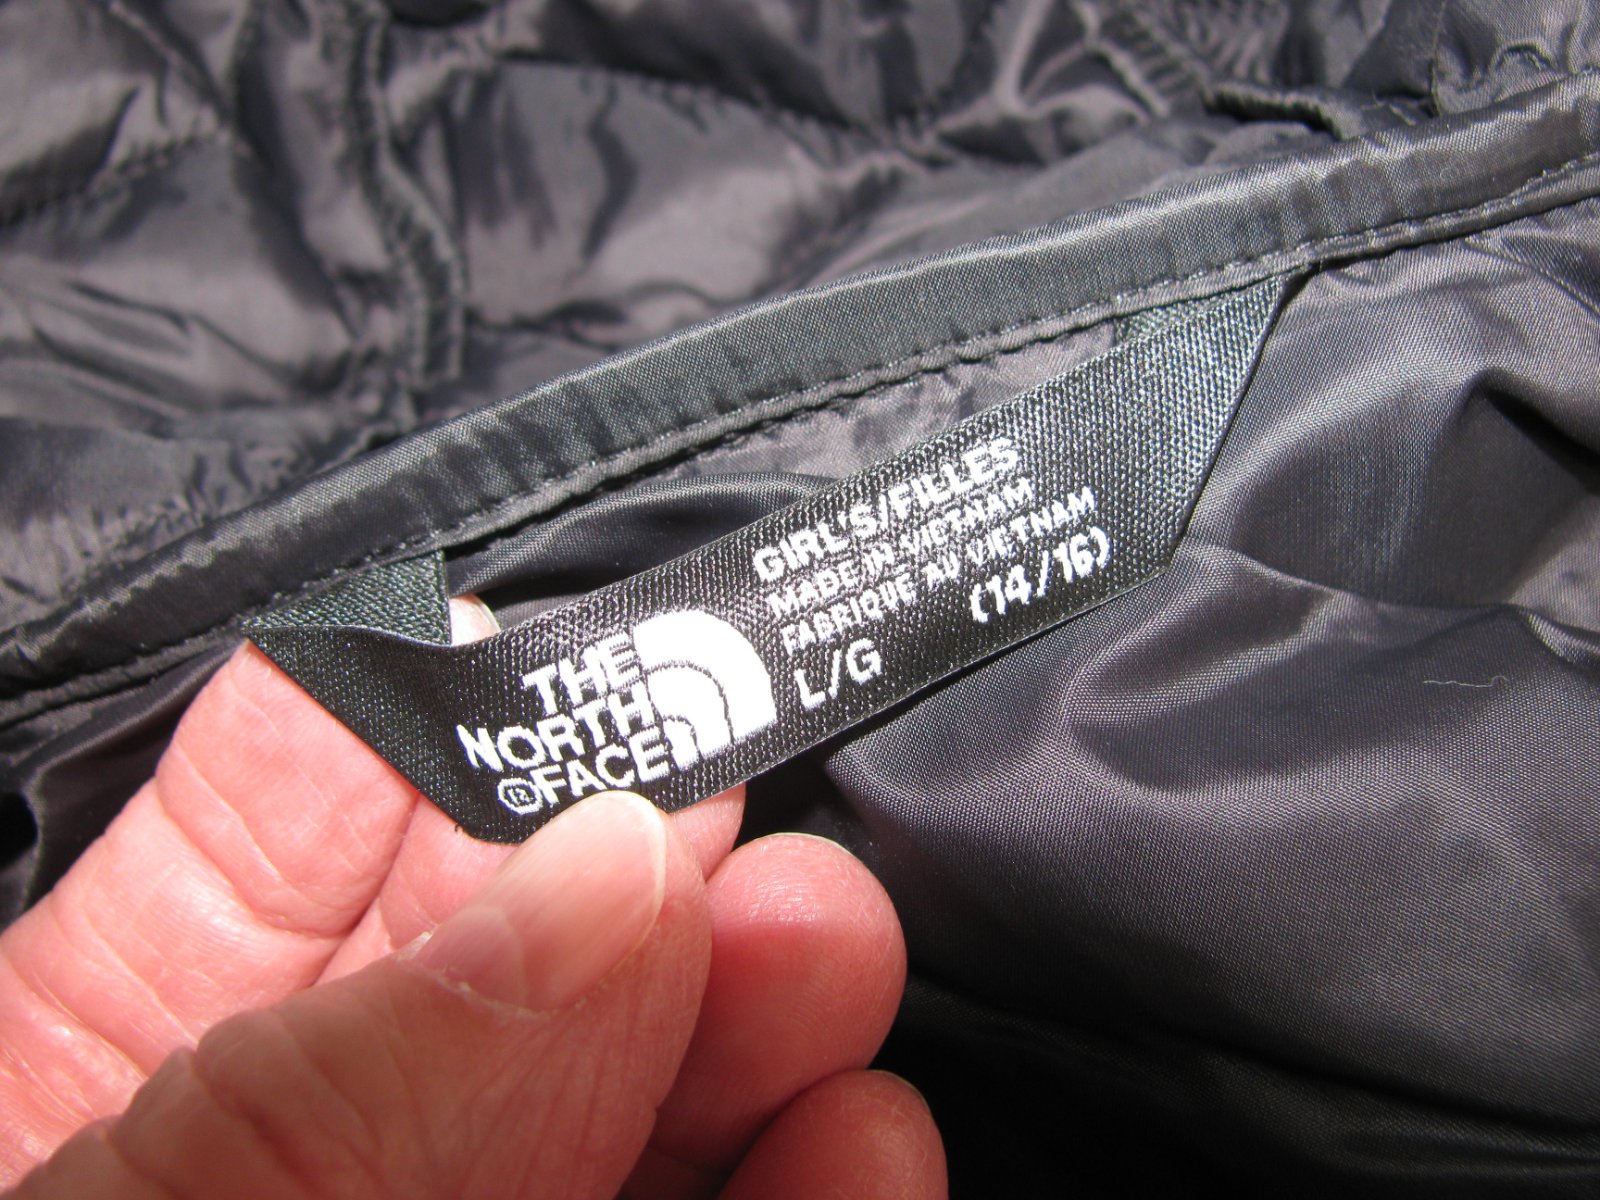 THE
NORTH
FACE
GIRL'S/FILLES
MADE IN VIETNAM
FABRIQUÉ AU VIETNAM
L/G (14/16)